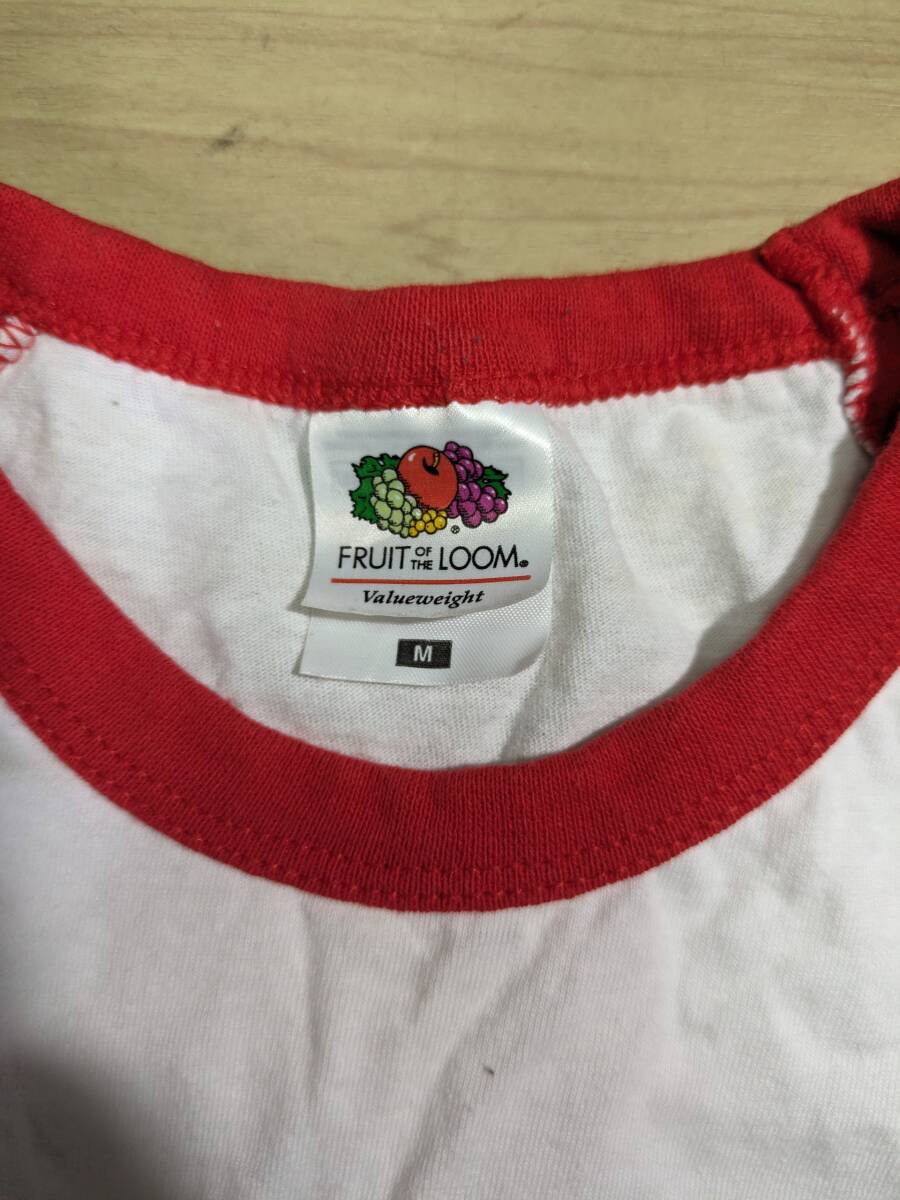 ®
FRUIT OF THE LOOM®
Valueweight
M